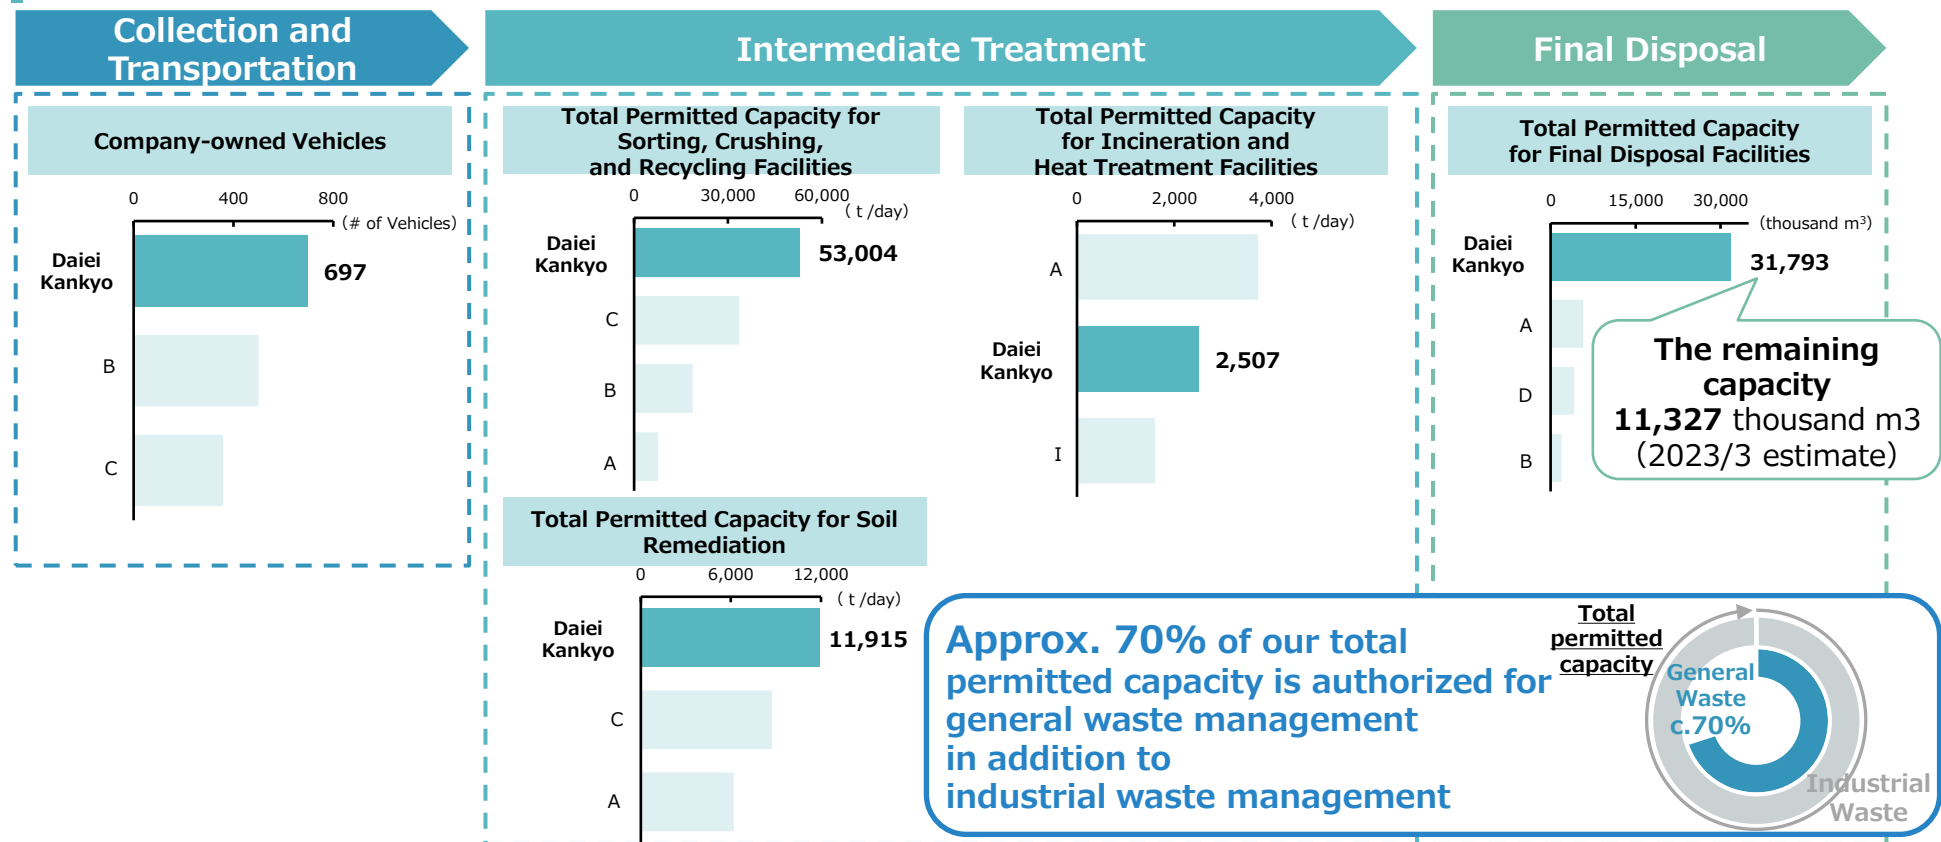 Collection and
Transportation
Intermediate Treatment
Final Disposal
Company-owned Vehicles
0 400 800
(# of Vehicles)
Daiei
Kankyo
697
B
C
Total Permitted Capacity for
Sorting, Crushing,
and Recycling Facilities
0 30,000 60,000
( t /day)
Daiei
Kankyo
53,004
C
B
A
Total Permitted Capacity for Soil
Remediation
0 6,000 12,000
( t /day)
Daiei
Kankyo
11,915
C
A
Total Permitted Capacity
for Incineration and
Heat Treatment Facilities
0 2,000 4,000
( t /day)
A
Daiei
Kankyo
2,507
I
Total Permitted Capacity
for Final Disposal Facilities
0 15,000 30,000
(thousand m³)
Daiei
Kankyo
31,793
A
D
B
The remaining
capacity
11,327 thousand m3
(2023/3 estimate)
Approx. 70% of our total
permitted capacity is authorized for
general waste management
in addition to
industrial waste management
Total
permitted
capacity
General
Waste
c.70%
Industrial
Waste